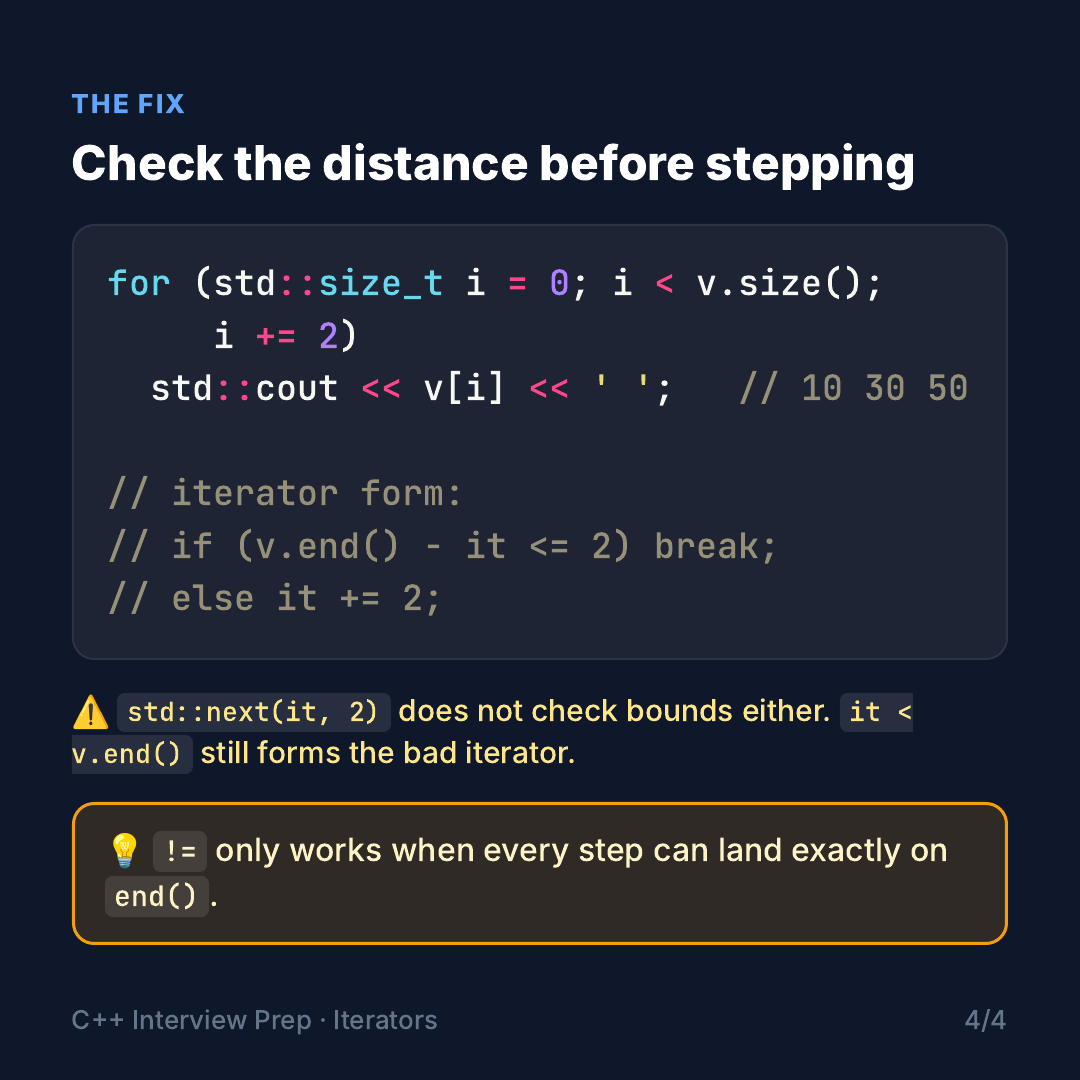 THE FIX
Check the distance before stepping
for (std::size_t i = 0; i < v.size();
     i += 2)
  std::cout << v[i] << ' ';   // 10 30 50
// iterator form:
// if (v.end() - it <= 2) break;
// else it += 2;
⚠️ std::next(it, 2) does not check bounds either. it <
v.end() still forms the bad iterator.
💡 != only works when every step can land exactly on
end().
C++ Interview Prep · Iterators
4/4